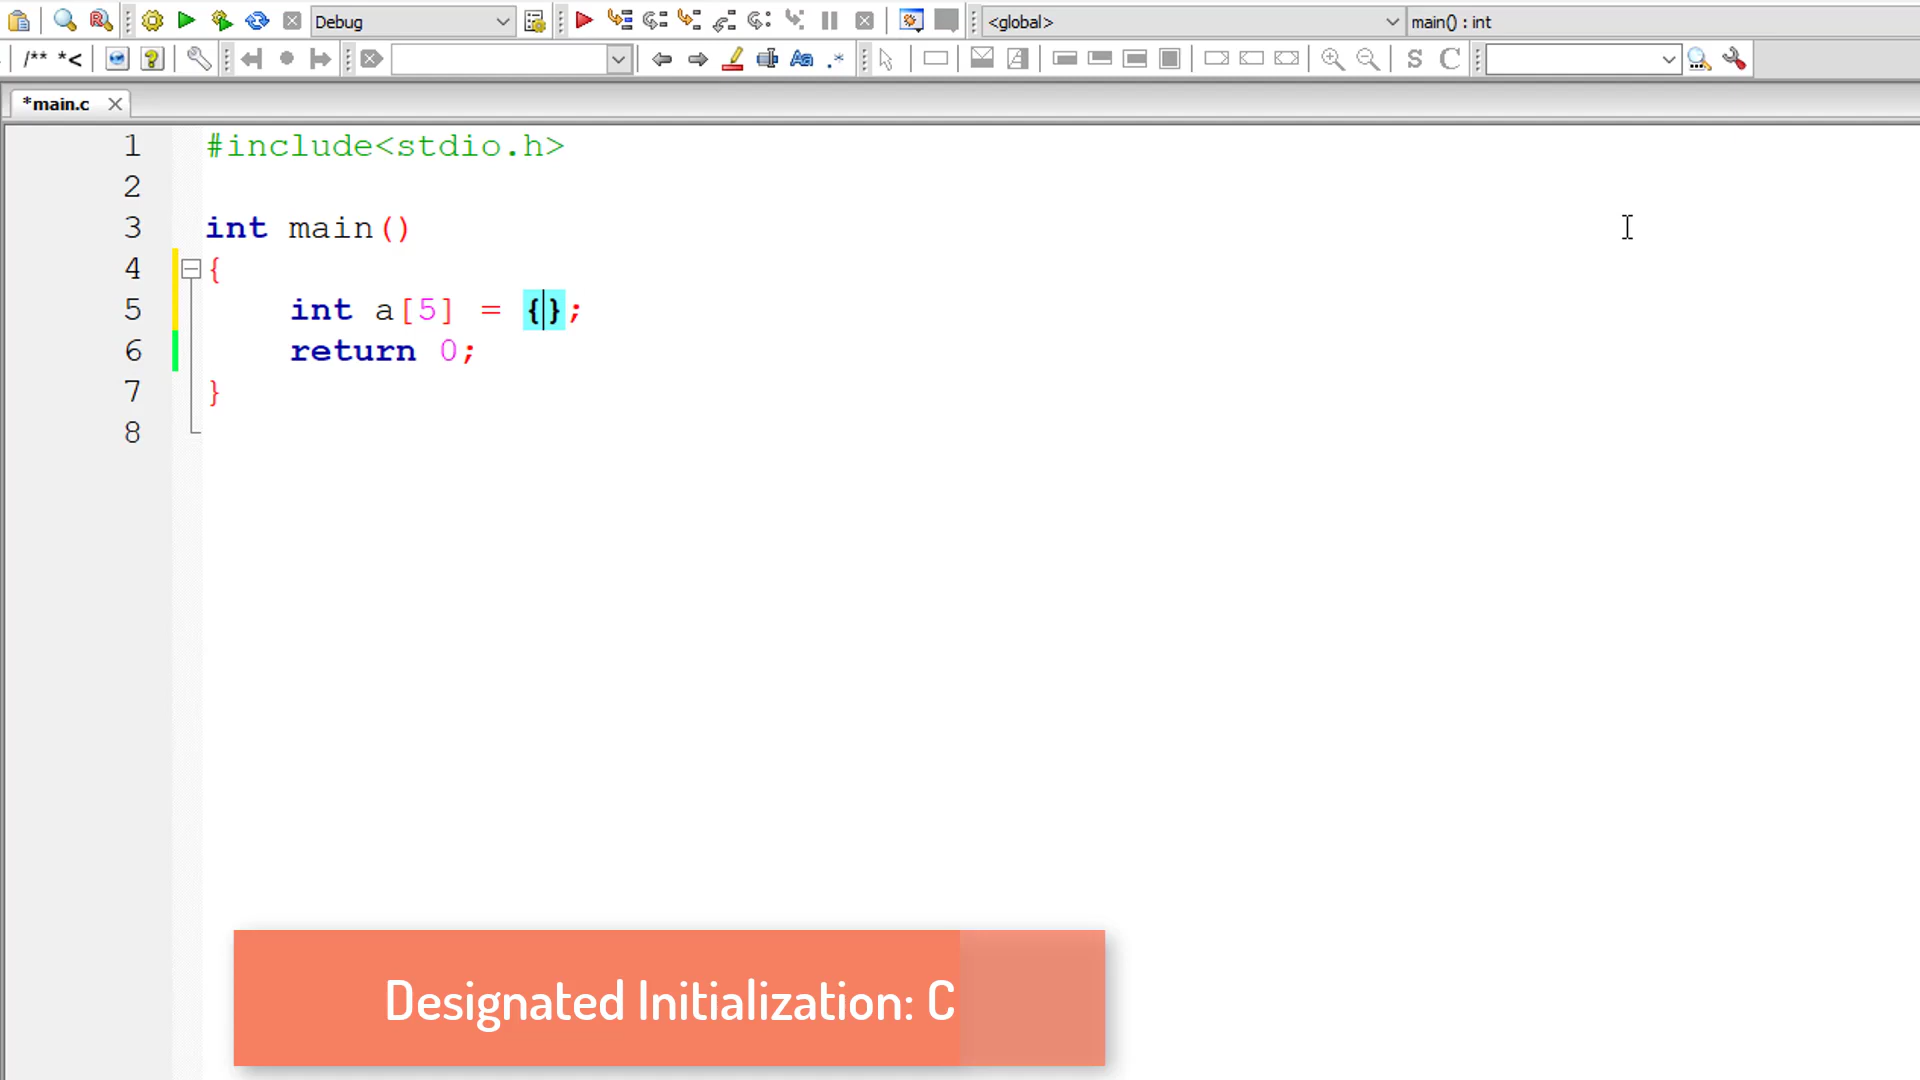 Debug
<global>
main() : int
/** *<
Aa
.*
S
C
*main.c
1 #include<stdio.h>
2
3 int main()
4 {
5 int a[5] = {};
6 return 0;
7 }
8
Designated Initialization: C